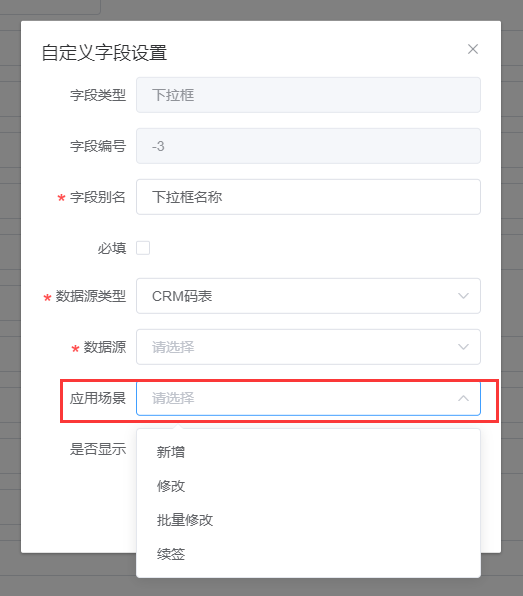 自定义字段设置
字段类型 下拉框
字段编号 -3
* 字段别名 下拉框名称
必填
* 数据源类型 CRM码表
* 数据源 请选择
应用场景 请选择
是否显示
新增
修改
批量修改
续签